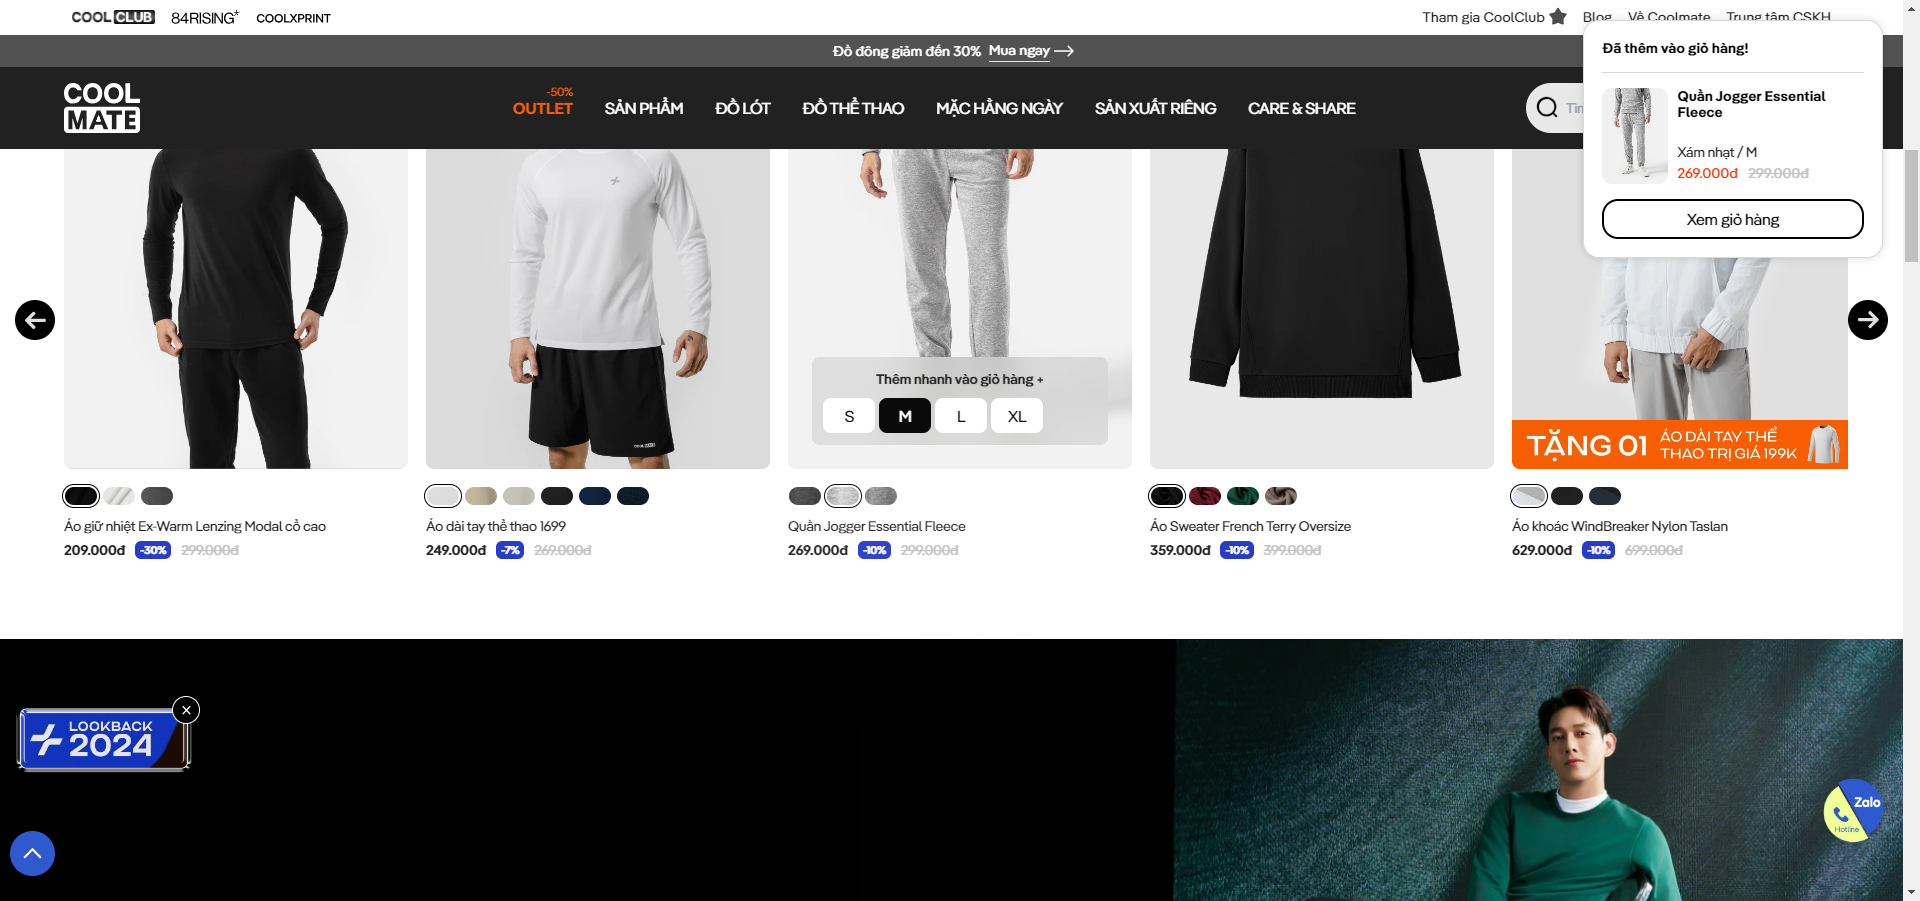 COOL CLUB
84RISING*
COOLXPRINT
Tham gia CoolClub
Blog
Về Coolmate
Trung tâm CSKH
Đồ đông giảm đến 30% Mua ngay
COOL
MATE
-50%
OUTLET
SẢN PHẨM
ĐỒ LÓT
ĐỒ THỂ THAO
MẶC HẰNG NGÀY
SẢN XUẤT RIÊNG
CARE & SHARE
Đã thêm vào giỏ hàng!
Quần Jogger Essential
Fleece
Xám nhạt / M
269.000đ 299.000đ
Xem giỏ hàng
Thêm nhanh vào giỏ hàng +
S
M
L
XL
TẶNG 01
ÁO DÀI TAY THỂ
THAO TRỊ GIÁ 199K
Áo giữ nhiệt Ex-Warm Lenzing Modal cổ cao
209.000đ -30% 299.000đ
Áo dài tay thể thao 1699
249.000đ -7% 269.000đ
Quần Jogger Essential Fleece
269.000đ -10% 299.000đ
Áo Sweater French Terry Oversize
359.000đ -10% 399.000đ
Áo khoác WindBreaker Nylon Taslan
629.000đ -10% 699.000đ
LOOKBACK
2024
Zalo
Hotline